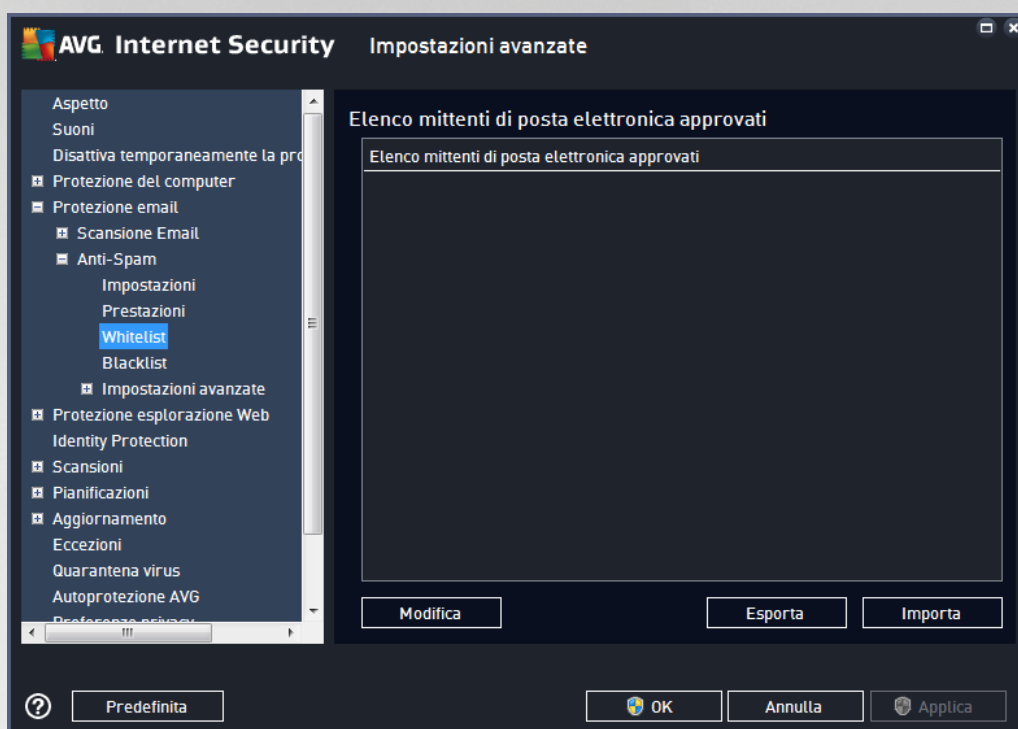 AVG. Internet Security Impostazioni avanzate
Aspetto
Suoni
Disattiva temporaneamente la pro
Protezione del computer
Protezione email
Scansione Email
Anti-Spam
Impostazioni
Prestazioni
Whitelist
Blacklist
Impostazioni avanzate
Protezione esplorazione Web
Identity Protection
Scansioni
Pianificazioni
Aggiornamento
Eccezioni
Quarantena virus
Autoprotezione AVG
Preferenze privacy
Elenco mittenti di posta elettronica approvati
Elenco mittenti di posta elettronica approvati
Modifica Esporta Importa
? Predefinita OK Annulla Applica